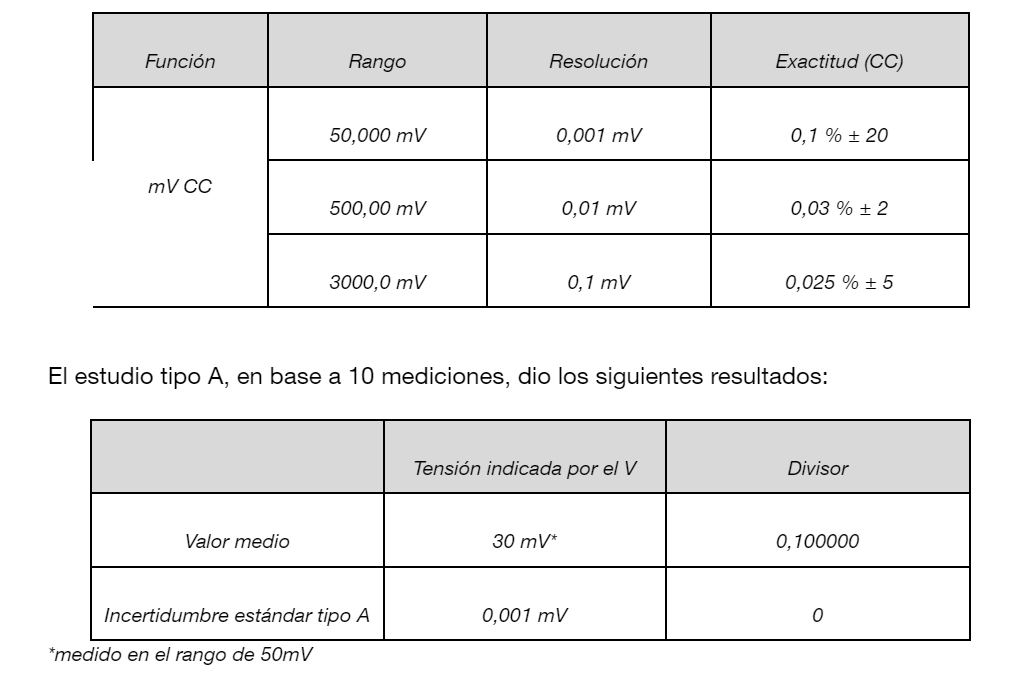 Función Rango Resolución Exactitud (CC)
50,000 mV 0,001 mV 0,1 % ± 20
mV CC
500,00 mV 0,01 mV 0,03 % ± 2
3000,0 mV 0,1 mV 0,025 % ± 5
El estudio tipo A, en base a 10 mediciones, dio los siguientes resultados:
Tensión indicada por el V Divisor
Valor medio 30 mV* 0,100000
Incertidumbre estándar tipo A 0,001 mV 0
*medido en el rango de 50mV